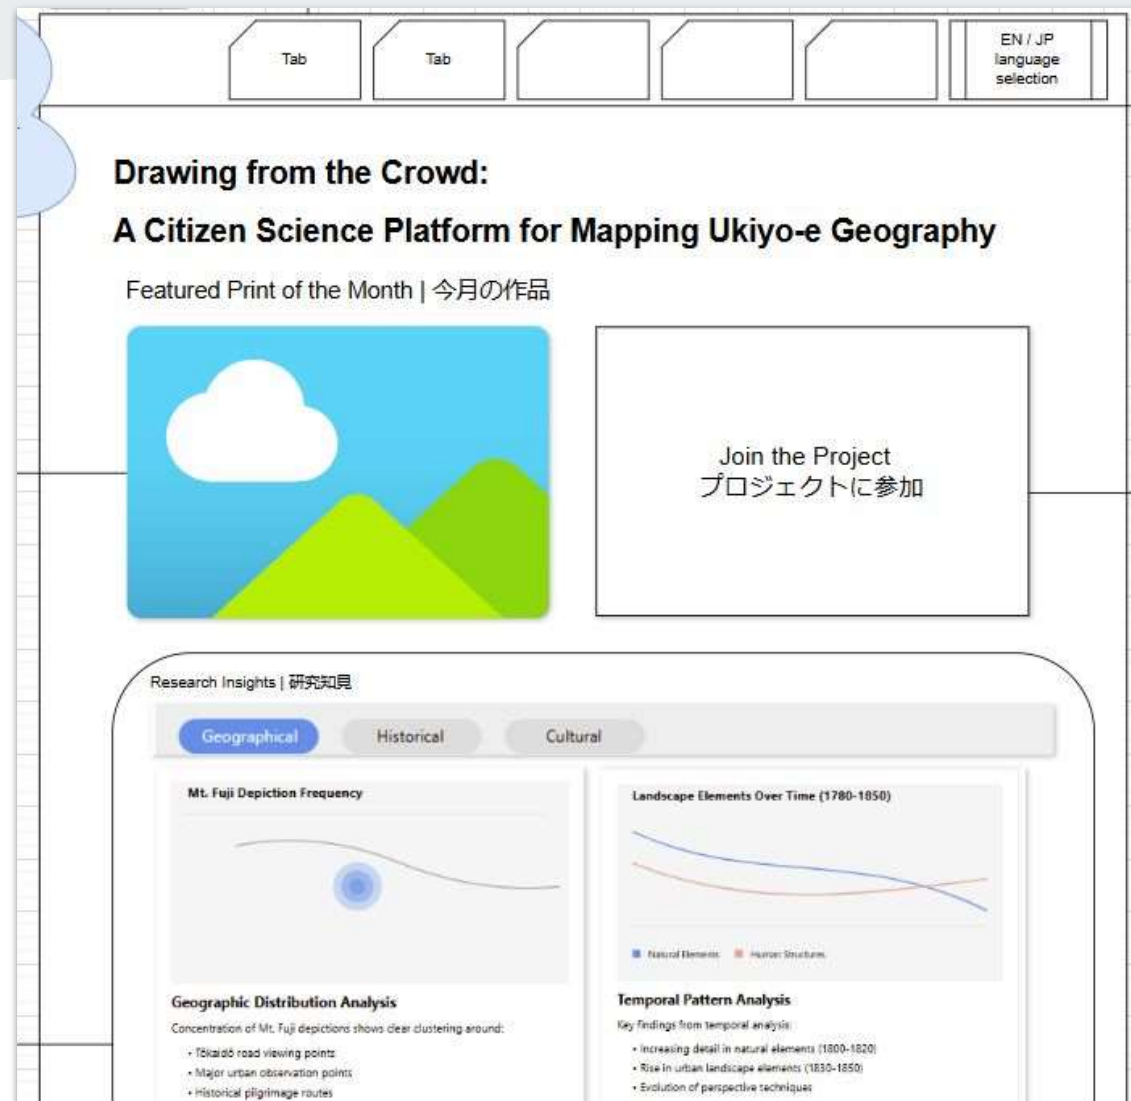 Tab
Tab
EN / JP
language
selection
Drawing from the Crowd:
A Citizen Science Platform for Mapping Ukiyo-e Geography
Featured Print of the Month | 今月の作品
Join the Project
プロジェクトに参加
Research Insights | 研究知見
Geographical
Historical
Cultural
Mt. Fuji Depiction Frequency
Landscape Elements Over Time (1780-1850)
Natural Elements
Human Structures
Geographic Distribution Analysis
Concentration of Mt. Fuji depictions shows clear clustering around:
• Tōkaidō road viewing points
• Major urban observation points
• Historical pilgrimage routes
Temporal Pattern Analysis
Key findings from temporal analysis:
• Increasing detail in natural elements (1800-1820)
• Rise in urban landscape elements (1830-1850)
• Evolution of perspective techniques